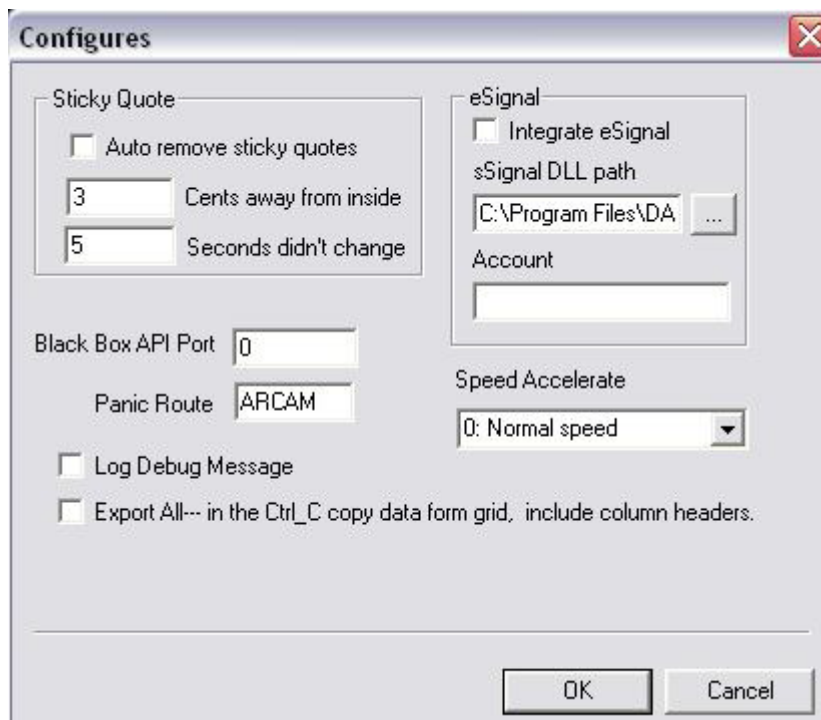 Configures
Sticky Quote
Auto remove sticky quotes
3 Cents away from inside
5 Seconds didn't change
eSignal
Integrate eSignal
sSignal DLL path
C:\Program Files\DA ...
Account
Black Box API Port 0
Panic Route ARCAM
Speed Accelerate
0: Normal speed
Log Debug Message
Export All--- in the Ctrl_C copy data form grid, include column headers.
OK Cancel